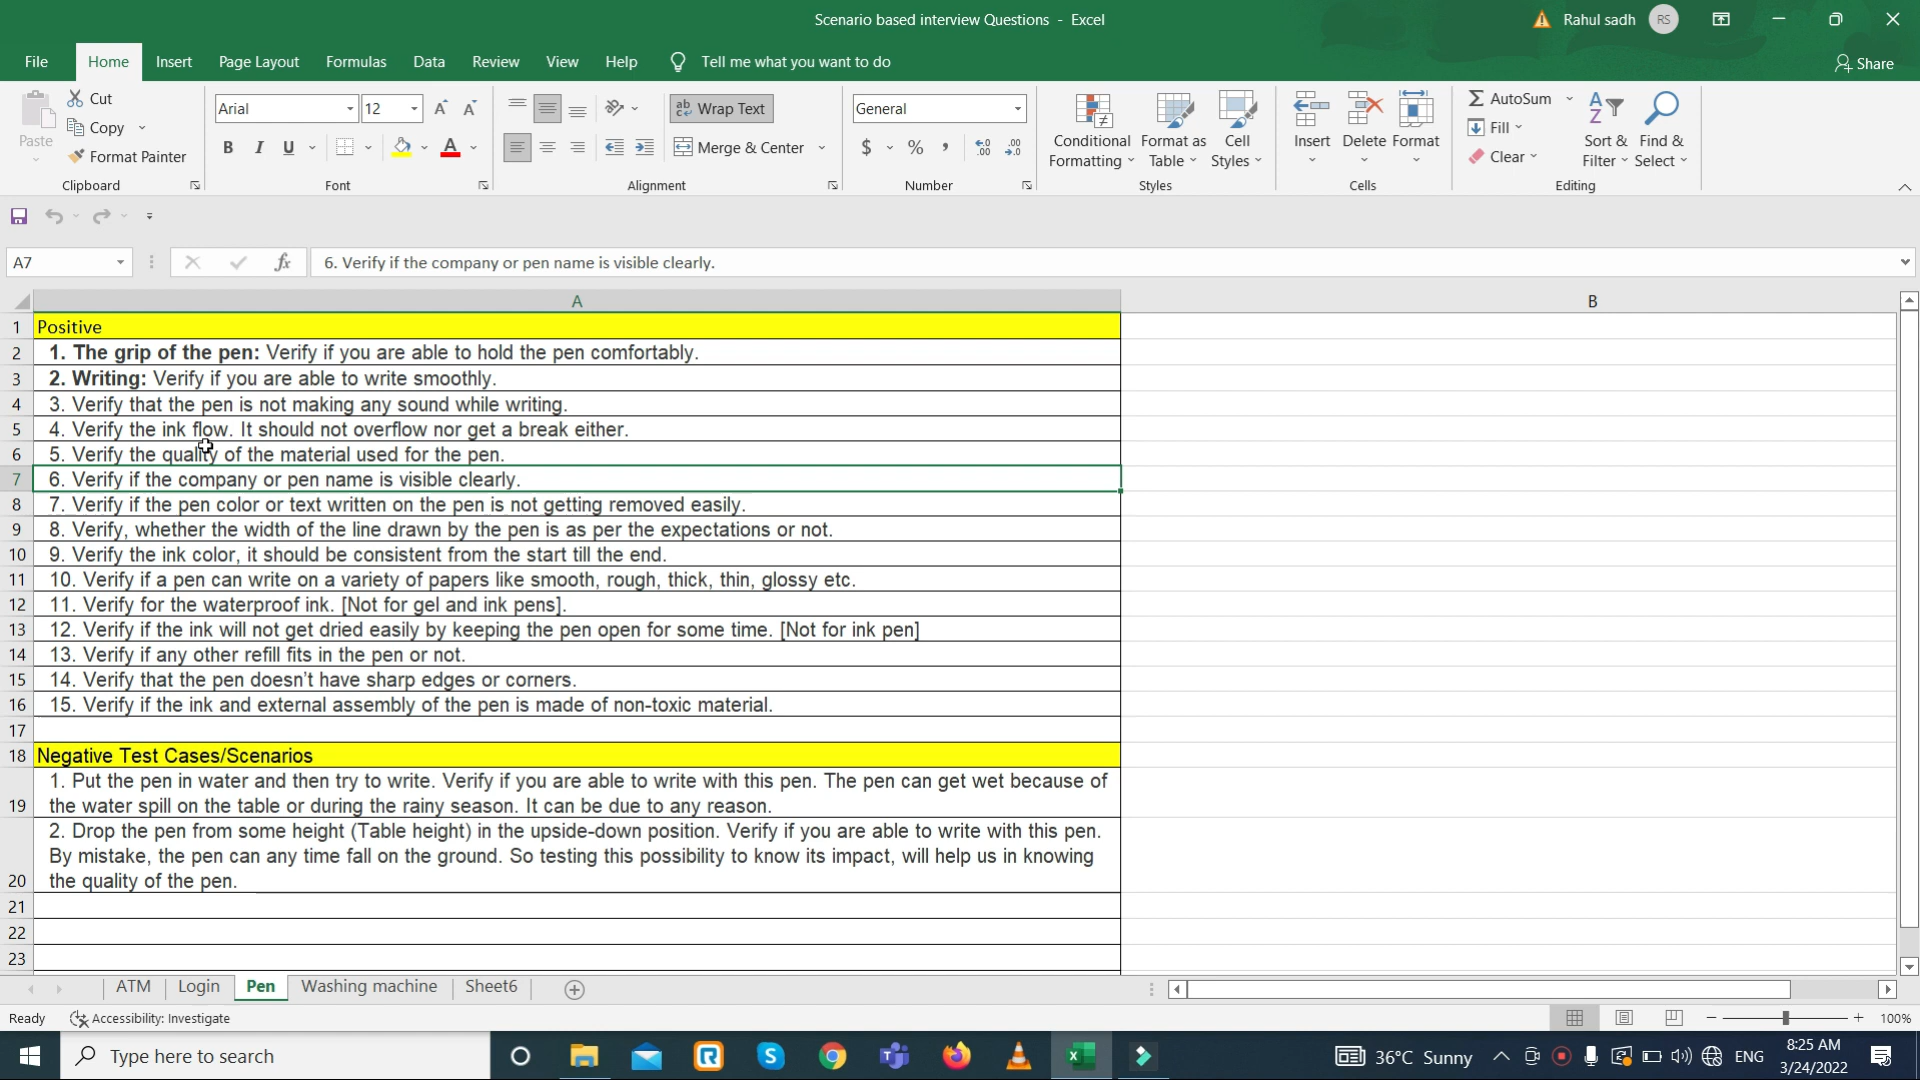 Scenario based interview Questions - Excel
Rahul sadh
RS
File
Home
Insert
Page Layout
Formulas
Data
Review
View
Help
Tell me what you want to do
Share
Paste
Cut
Copy
Format Painter
Clipboard
Arial
12
B I U
Font
Wrap Text
Merge & Center
Alignment
General
$ % ,
Number
Conditional
Formatting
Format as
Table
Cell
Styles
Styles
Insert
Delete
Format
Cells
AutoSum
Fill
Clear
Sort &
Filter
Find &
Select
Editing
A7
fx
6. Verify if the company or pen name is visible clearly.
A
B
1 Positive
2 1. The grip of the pen: Verify if you are able to hold the pen comfortably.
3 2. Writing: Verify if you are able to write smoothly.
4 3. Verify that the pen is not making any sound while writing.
5 4. Verify the ink flow. It should not overflow nor get a break either.
6 5. Verify the quality of the material used for the pen.
7 6. Verify if the company or pen name is visible clearly.
8 7. Verify if the pen color or text written on the pen is not getting removed easily.
9 8. Verify, whether the width of the line drawn by the pen is as per the expectations or not.
10 9. Verify the ink color, it should be consistent from the start till the end.
11 10. Verify if a pen can write on a variety of papers like smooth, rough, thick, thin, glossy etc.
12 11. Verify for the waterproof ink. [Not for gel and ink pens].
13 12. Verify if the ink will not get dried easily by keeping the pen open for some time. [Not for ink pen]
14 13. Verify if any other refill fits in the pen or not.
15 14. Verify that the pen doesn't have sharp edges or corners.
16 15. Verify if the ink and external assembly of the pen is made of non-toxic material.
17
18 Negative Test Cases/Scenarios
1. Put the pen in water and then try to write. Verify if you are able to write with this pen. The pen can get wet because of
19 the water spill on the table or during the rainy season. It can be due to any reason.
2. Drop the pen from some height (Table height) in the upside-down position. Verify if you are able to write with this pen.
By mistake, the pen can any time fall on the ground. So testing this possibility to know its impact, will help us in knowing
20 the quality of the pen.
21
22
23
ATM
Login
Pen
Washing machine
Sheet6
Ready
Accessibility: Investigate
100%
Type here to search
36°C Sunny
ENG
8:25 AM
3/24/2022